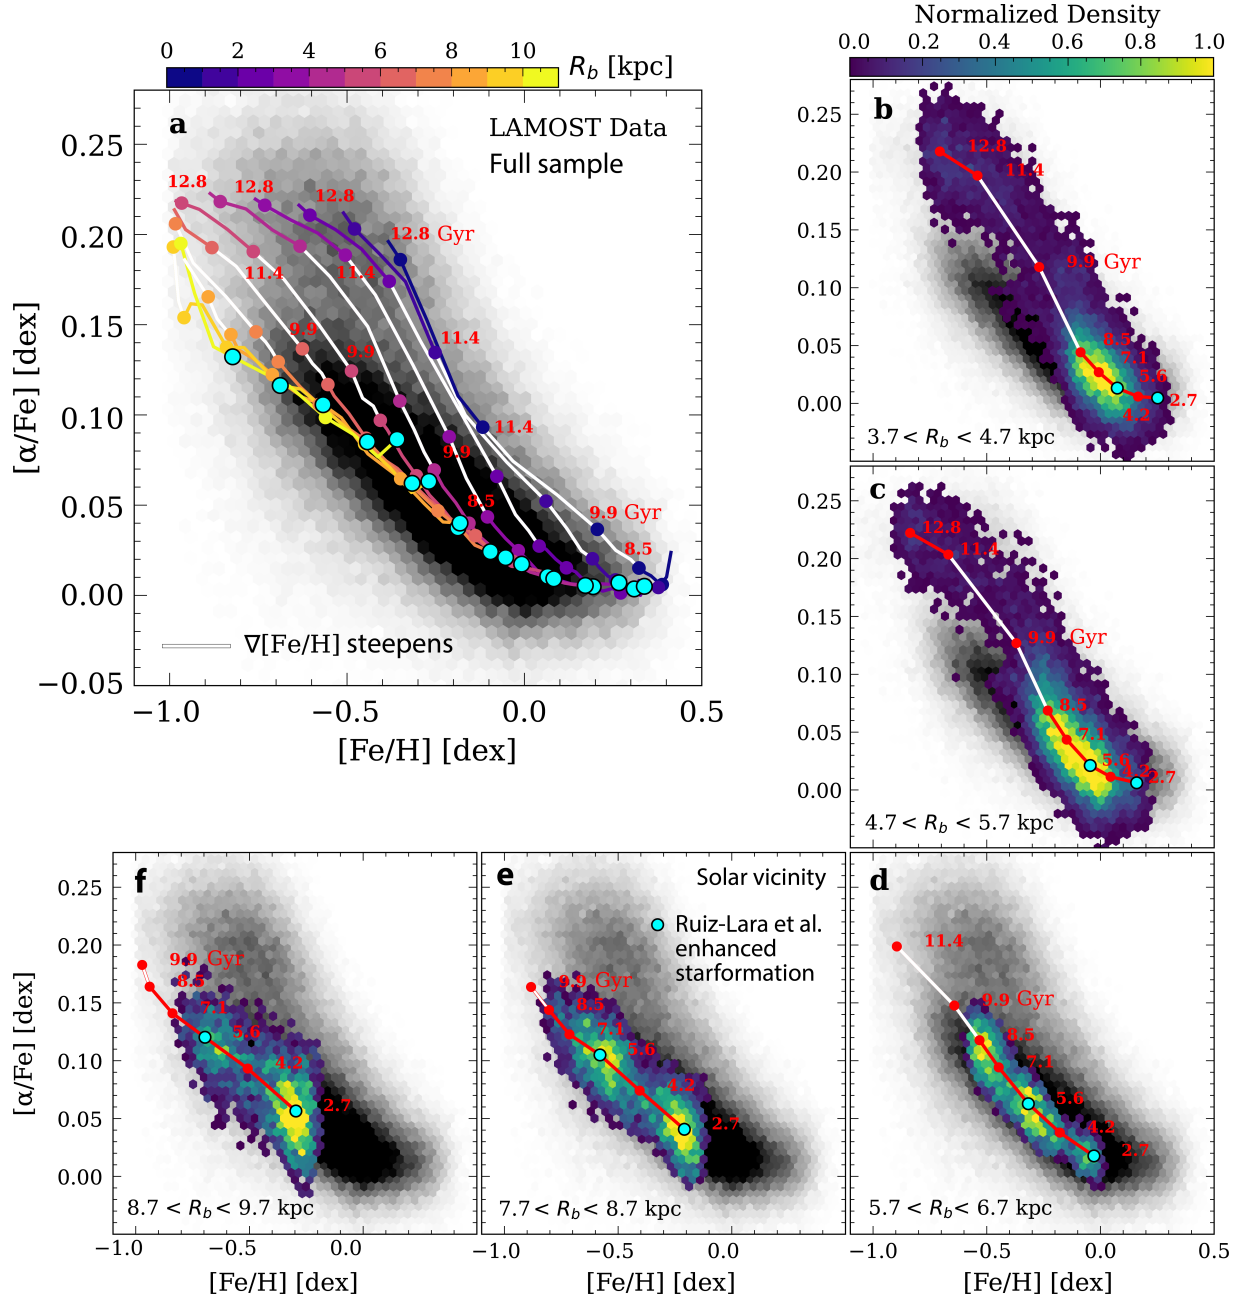 Normalized Density
0.0 0.2 0.4 0.6 0.8 1.0
0 2 4 6 8 10
R_b [kpc]
a
LAMOST Data
Full sample
12.8
12.8
12.8
12.8 Gyr
11.4
11.4
11.4
11.4
9.9
9.9
9.9
9.9 Gyr
8.5
8.5
∇[Fe/H] steepens
0.25
0.20
0.15
0.10
0.05
0.00
−0.05
[α/Fe] [dex]
−1.0 −0.5 0.0 0.5
[Fe/H] [dex]
b
12.8
11.4
9.9 Gyr
8.5
7.1
5.6
4.2
2.7
3.7 < R_b < 4.7 kpc
0.25
0.20
0.15
0.10
0.05
0.00
c
12.8
11.4
9.9 Gyr
8.5
7.1
5.6
4.2
2.7
4.7 < R_b < 5.7 kpc
0.25
0.20
0.15
0.10
0.05
0.00
f
9.9 Gyr
8.5
7.1
5.6
4.2
2.7
8.7 < R_b < 9.7 kpc
0.25
0.20
0.15
0.10
0.05
0.00
[α/Fe] [dex]
−1.0 −0.5 0.0
[Fe/H] [dex]
e
Solar vicinity
Ruiz-Lara et al.
enhanced
starformation
9.9 Gyr
8.5
7.1
5.6
4.2
2.7
7.7 < R_b < 8.7 kpc
−1.0 −0.5 0.0
[Fe/H] [dex]
d
11.4
9.9 Gyr
8.5
7.1
5.6
4.2
2.7
5.7 < R_b < 6.7 kpc
−1.0 −0.5 0.0 0.5
[Fe/H] [dex]